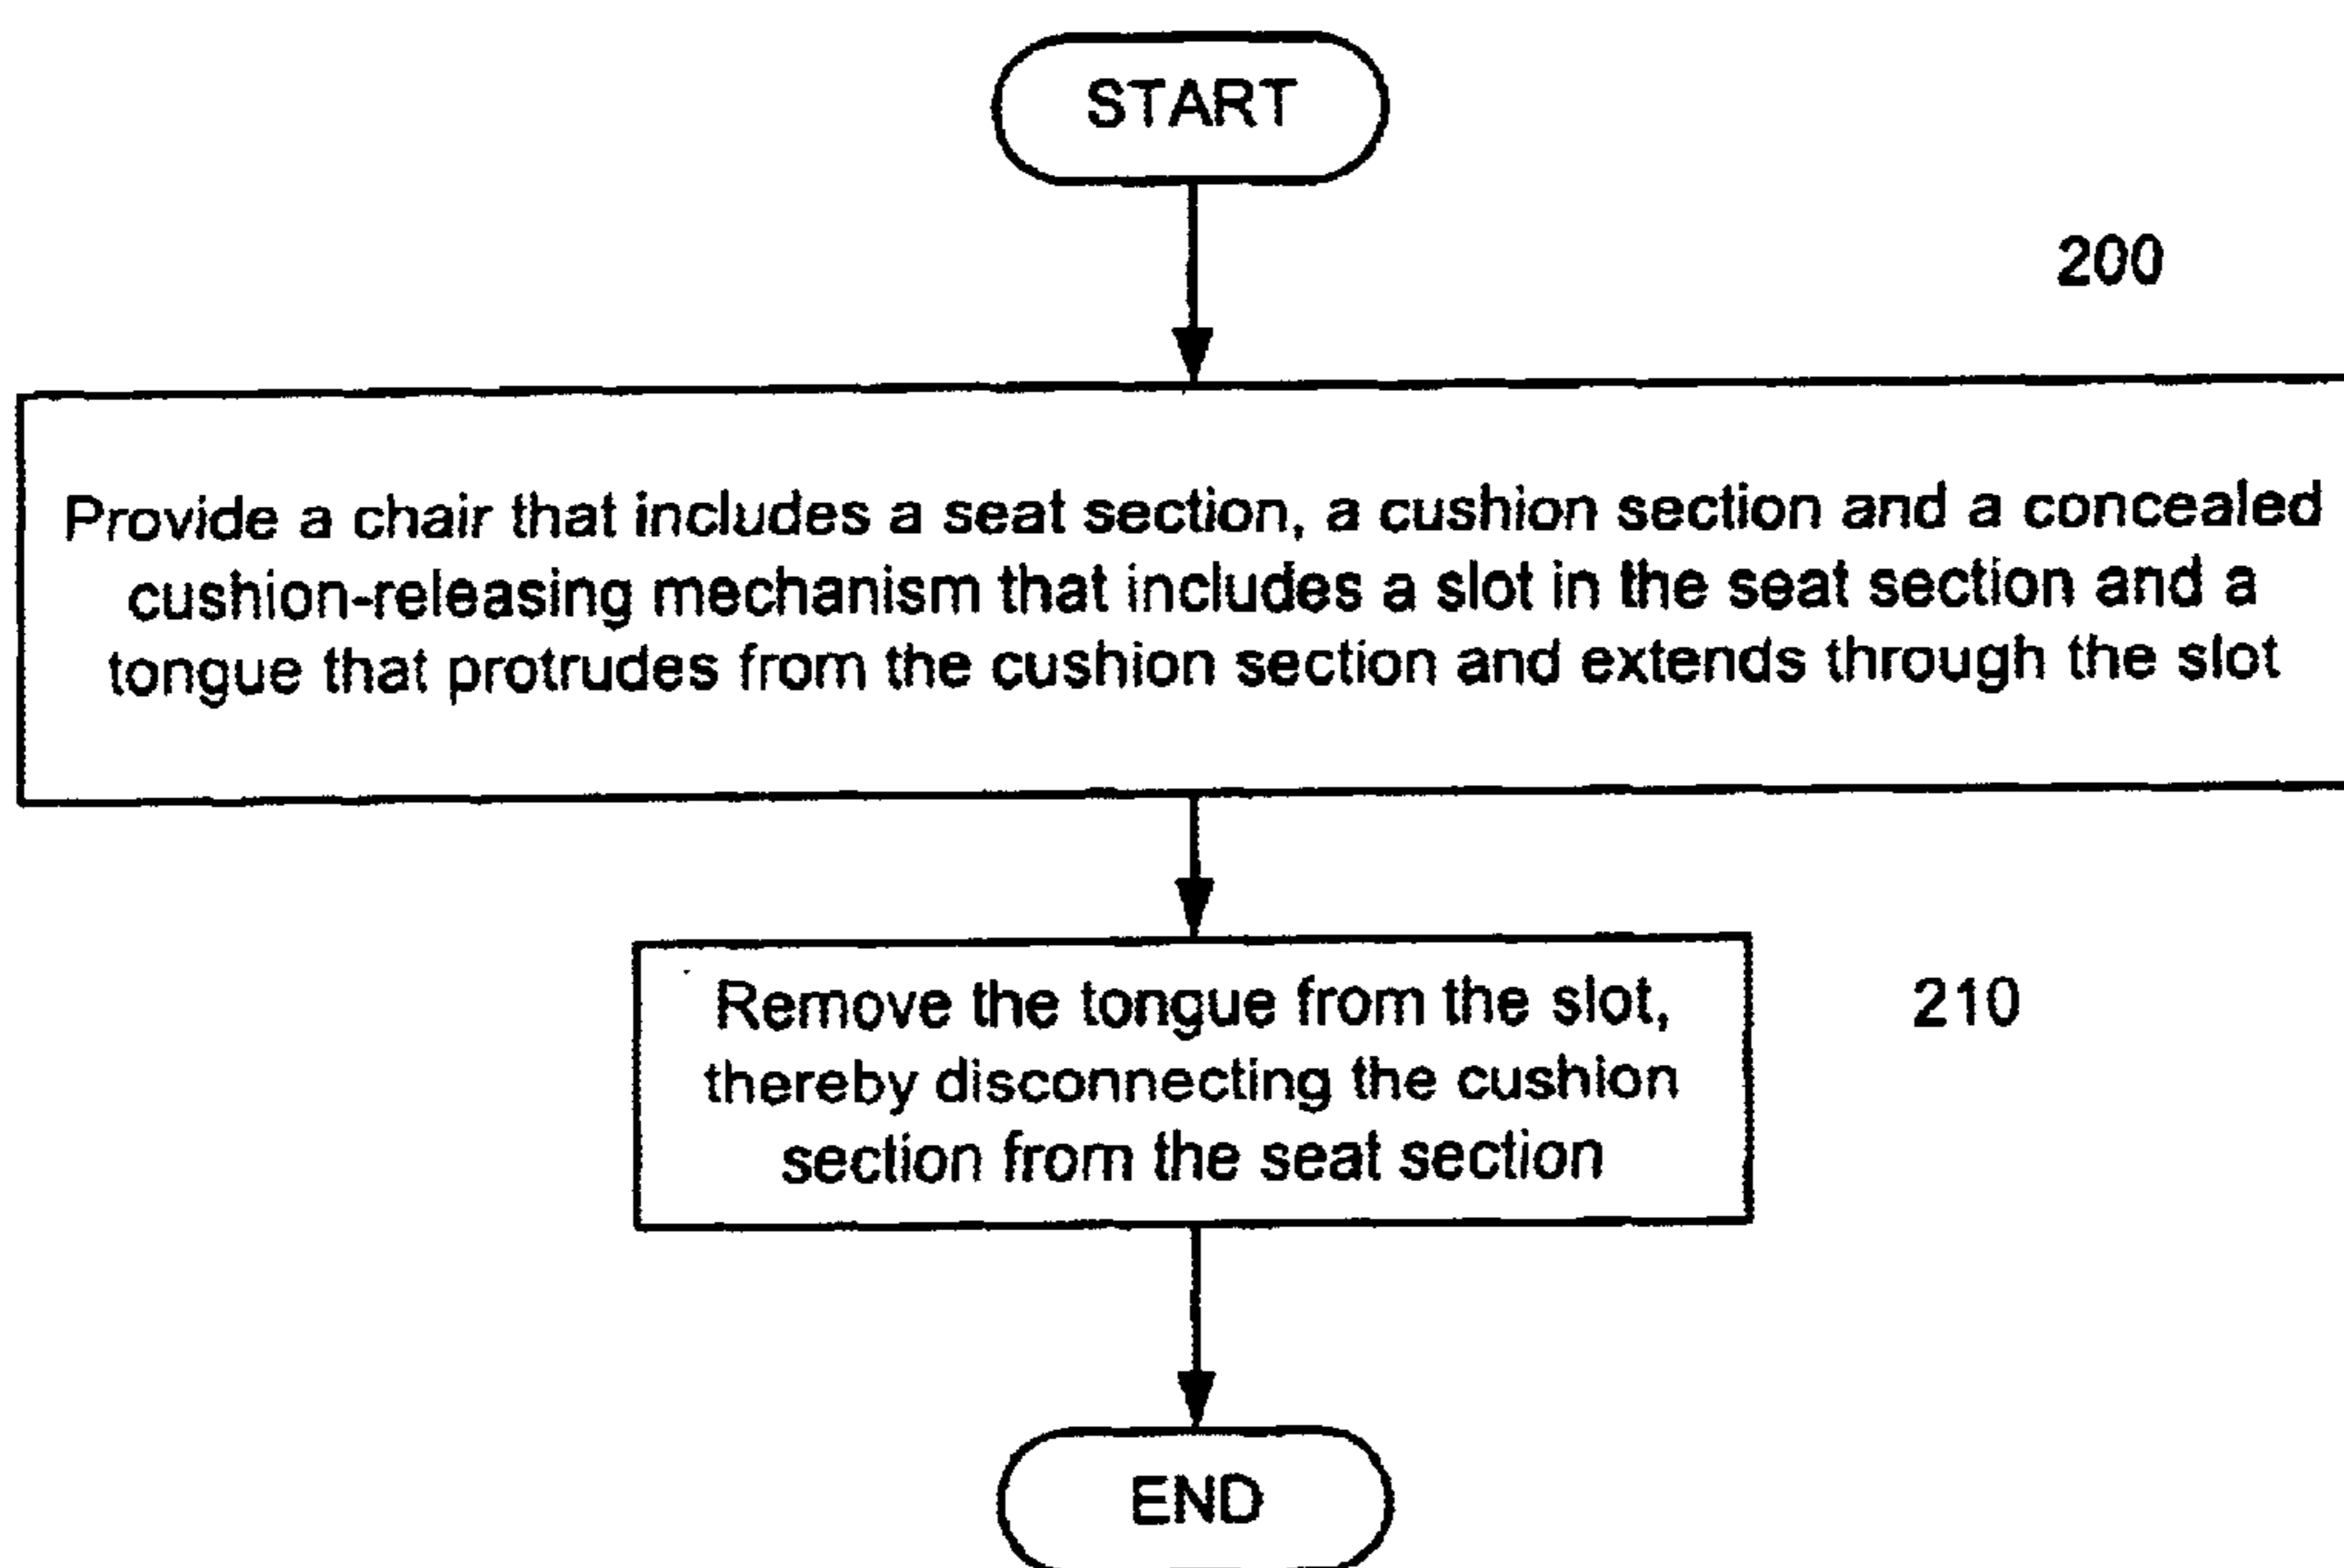 START
200
Provide a chair that includes a seat section, a cushion section and a concealed
cushion-releasing mechanism that includes a slot in the seat section and a
tongue that protrudes from the cushion section and extends through the slot
Remove the tongue from the slot,
210
thereby disconnecting the cushion
section from the seat section
END